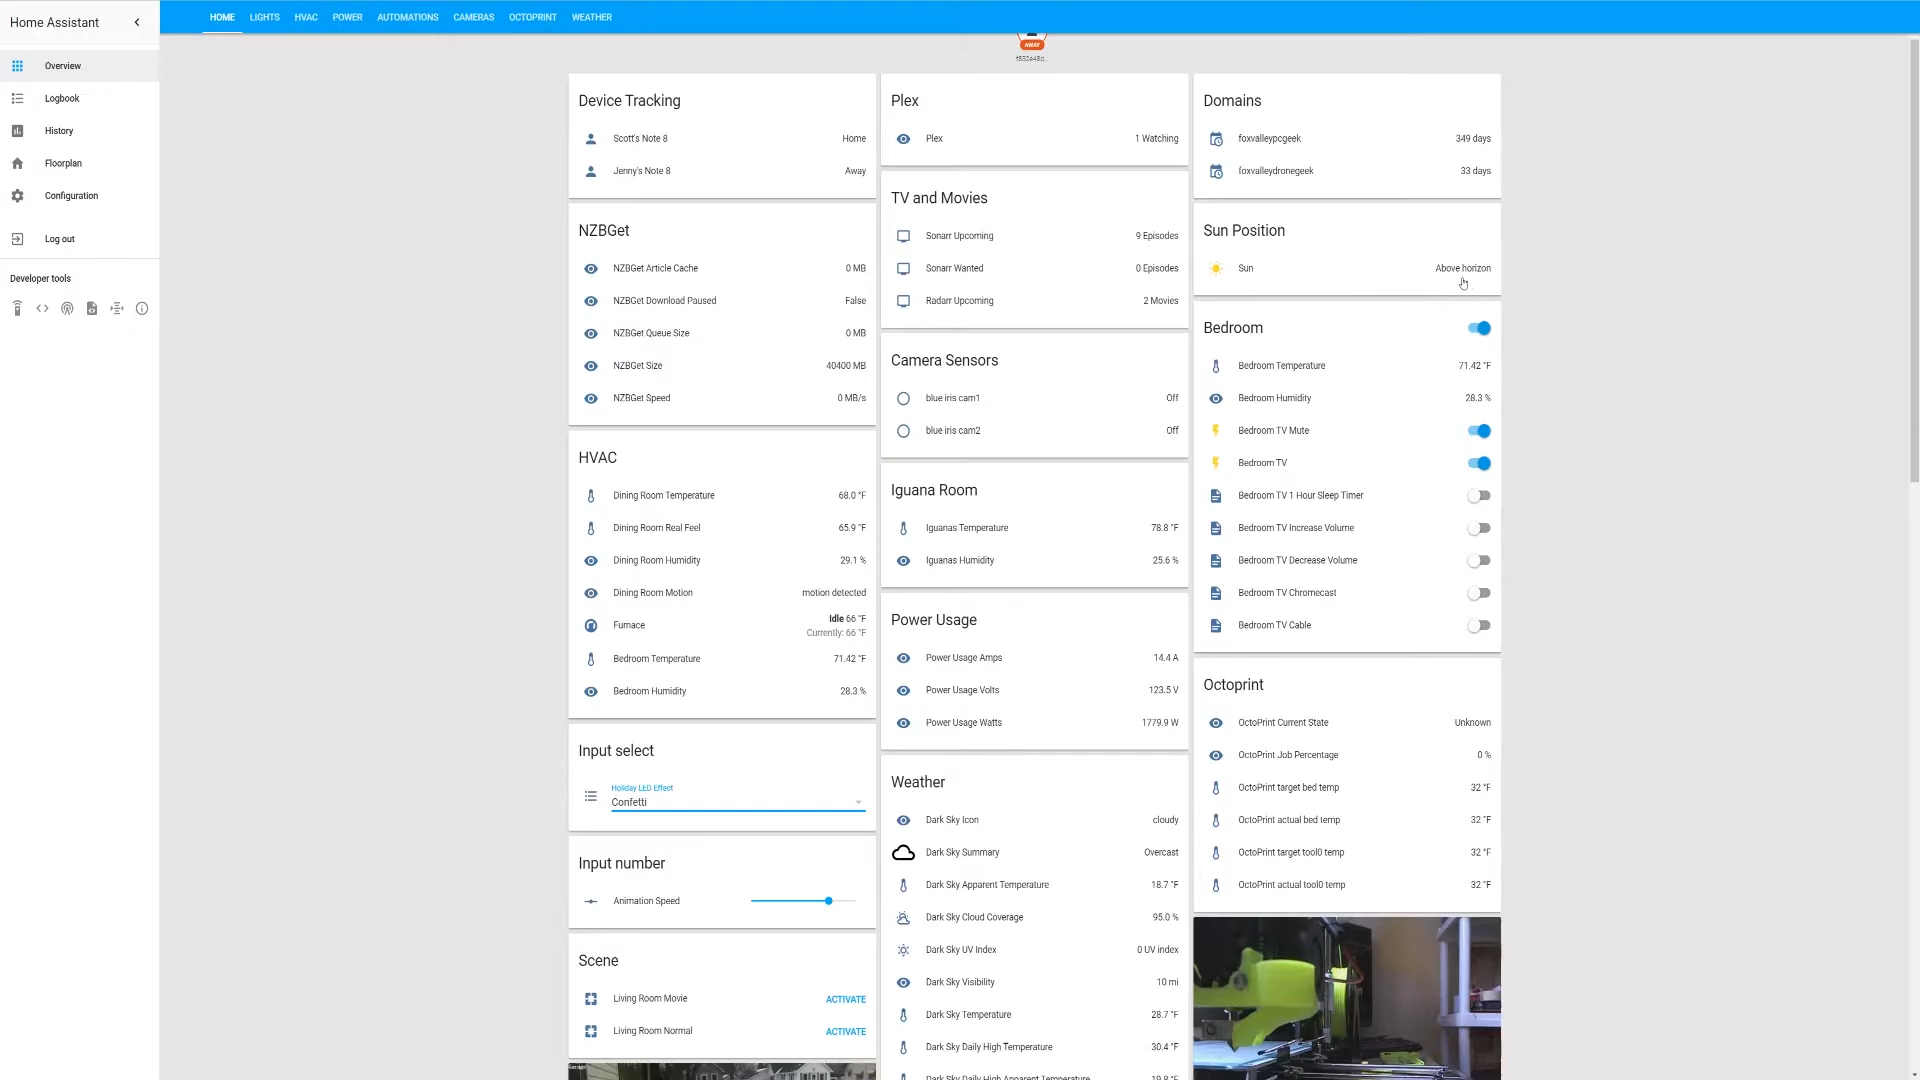 Home Assistant
HOME LIGHTS HVAC POWER AUTOMATIONS CAMERAS OCTOPRINT WEATHER
AWAY
Overview
Logbook
History
Floorplan
Configuration
Log out
Developer tools
Device Tracking
Scott's Note 8 Home
Jenny's Note 8 Away
NZBGet
NZBGet Article Cache 0 MB
NZBGet Download Paused False
NZBGet Queue Size 0 MB
NZBGet Size 40400 MB
NZBGet Speed 0 MB/s
HVAC
Dining Room Temperature 68.0 °F
Dining Room Real Feel 65.9 °F
Dining Room Humidity 29.1 %
Dining Room Motion motion detected
Furnace Idle 66 °F
Currently: 66 °F
Bedroom Temperature 71.42 °F
Bedroom Humidity 28.3 %
Input select
Holiday LED Effect
Confetti
Input number
Animation Speed
Scene
Living Room Movie ACTIVATE
Living Room Normal ACTIVATE
Plex
Plex 1 Watching
TV and Movies
Sonarr Upcoming 9 Episodes
Sonarr Wanted 0 Episodes
Radarr Upcoming 2 Movies
Camera Sensors
blue iris cam1 Off
blue iris cam2 Off
Iguana Room
Iguanas Temperature 78.8 °F
Iguanas Humidity 25.6 %
Power Usage
Power Usage Amps 14.4 A
Power Usage Volts 123.5 V
Power Usage Watts 1779.9 W
Weather
Dark Sky Icon cloudy
Dark Sky Summary Overcast
Dark Sky Apparent Temperature 18.7 °F
Dark Sky Cloud Coverage 95.0 %
Dark Sky UV Index 0 UV index
Dark Sky Visibility 10 mi
Dark Sky Temperature 28.7 °F
Dark Sky Daily High Temperature 30.4 °F
Dark Sky Daily High Apparent Temperature 19.8 °F
Domains
foxvalleypcgeek 349 days
foxvalleydronegeek 33 days
Sun Position
Sun Above horizon
Bedroom
Bedroom Temperature 71.42 °F
Bedroom Humidity 28.3 %
Bedroom TV Mute
Bedroom TV
Bedroom TV 1 Hour Sleep Timer
Bedroom TV Increase Volume
Bedroom TV Decrease Volume
Bedroom TV Chromecast
Bedroom TV Cable
Octoprint
OctoPrint Current State Unknown
OctoPrint Job Percentage 0 %
OctoPrint target bed temp 32 °F
OctoPrint actual bed temp 32 °F
OctoPrint target tool0 temp 32 °F
OctoPrint actual tool0 temp 32 °F